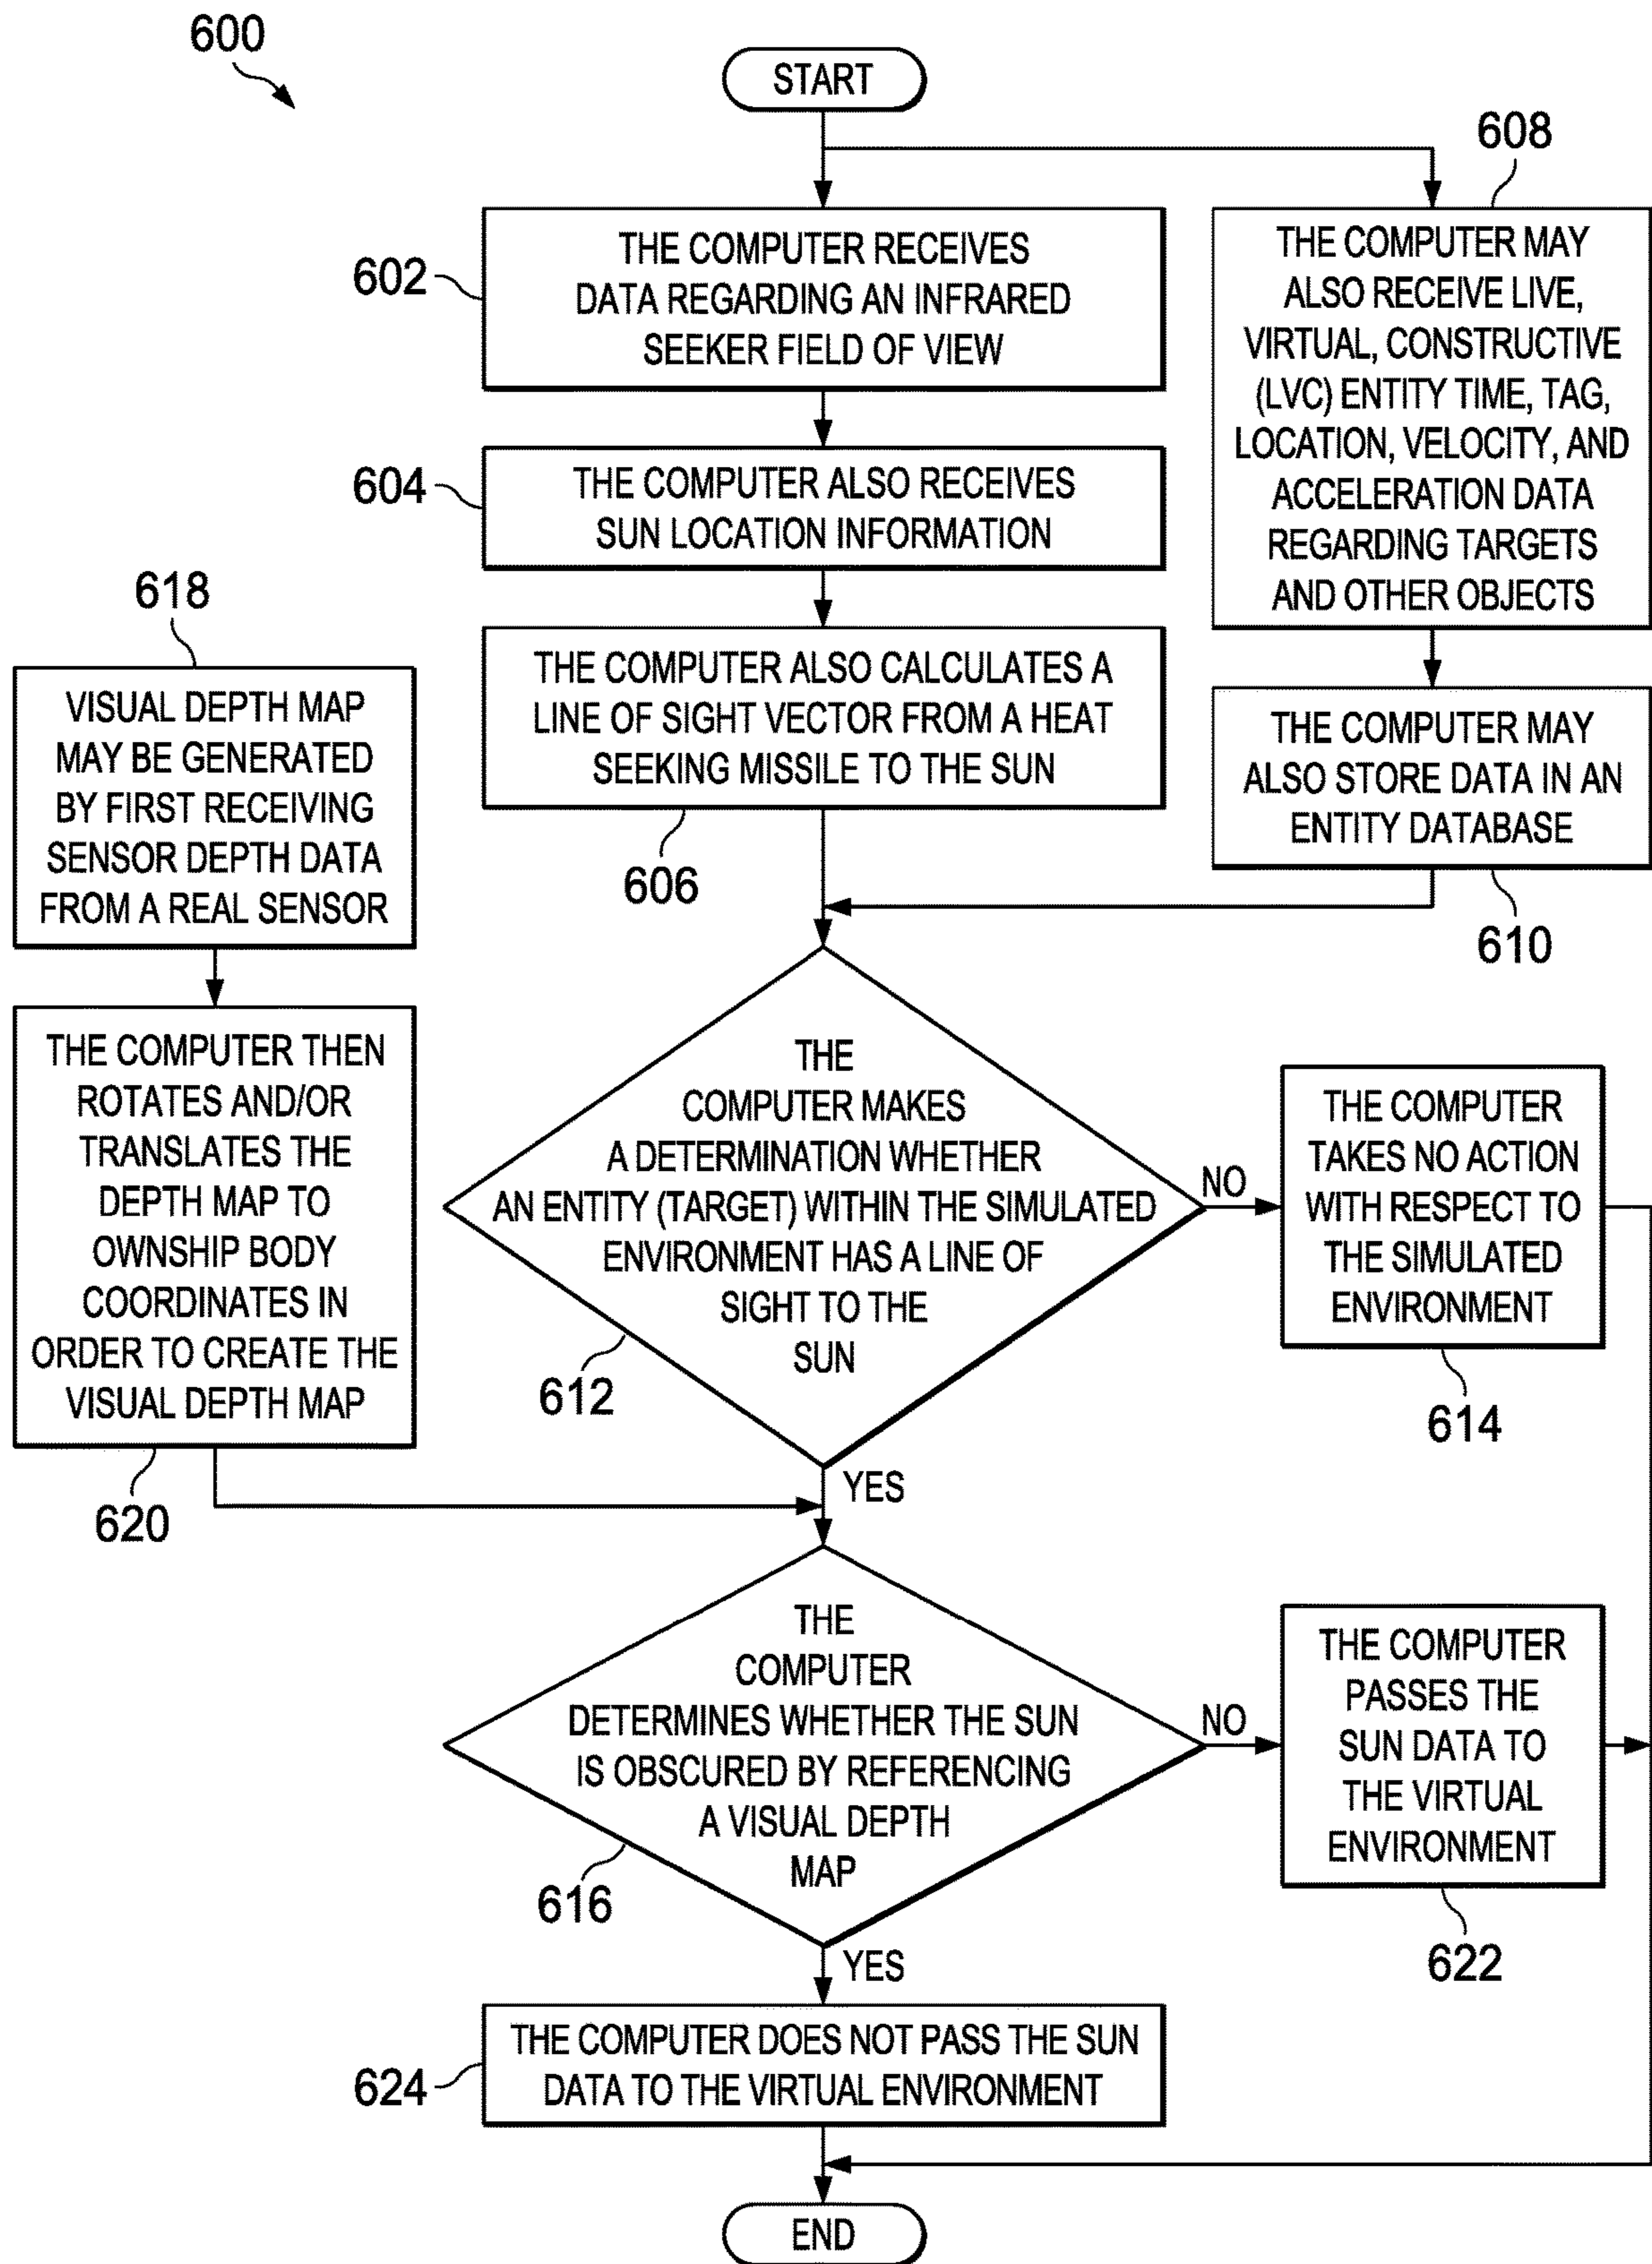 600
START
602
THE COMPUTER RECEIVES
DATA REGARDING AN INFRARED
SEEKER FIELD OF VIEW
604
THE COMPUTER ALSO RECEIVES
SUN LOCATION INFORMATION
THE COMPUTER ALSO CALCULATES A
LINE OF SIGHT VECTOR FROM A HEAT
SEEKING MISSILE TO THE SUN
606
608
THE COMPUTER MAY
ALSO RECEIVE LIVE,
VIRTUAL, CONSTRUCTIVE
(LVC) ENTITY TIME, TAG,
LOCATION, VELOCITY, AND
ACCELERATION DATA
REGARDING TARGETS
AND OTHER OBJECTS
THE COMPUTER MAY
ALSO STORE DATA IN AN
ENTITY DATABASE
610
618
VISUAL DEPTH MAP
MAY BE GENERATED
BY FIRST RECEIVING
SENSOR DEPTH DATA
FROM A REAL SENSOR
THE COMPUTER THEN
ROTATES AND/OR
TRANSLATES THE
DEPTH MAP TO
OWNSHIP BODY
COORDINATES IN
ORDER TO CREATE THE
VISUAL DEPTH MAP
620
THE
COMPUTER MAKES
A DETERMINATION WHETHER
AN ENTITY (TARGET) WITHIN THE SIMULATED
ENVIRONMENT HAS A LINE OF
SIGHT TO THE
SUN
612
NO
THE COMPUTER
TAKES NO ACTION
WITH RESPECT TO
THE SIMULATED
ENVIRONMENT
614
YES
THE
COMPUTER
DETERMINES WHETHER THE SUN
IS OBSCURED BY REFERENCING
A VISUAL DEPTH
MAP
616
NO
THE COMPUTER
PASSES THE
SUN DATA TO
THE VIRTUAL
ENVIRONMENT
622
YES
THE COMPUTER DOES NOT PASS THE SUN
DATA TO THE VIRTUAL ENVIRONMENT
624
END